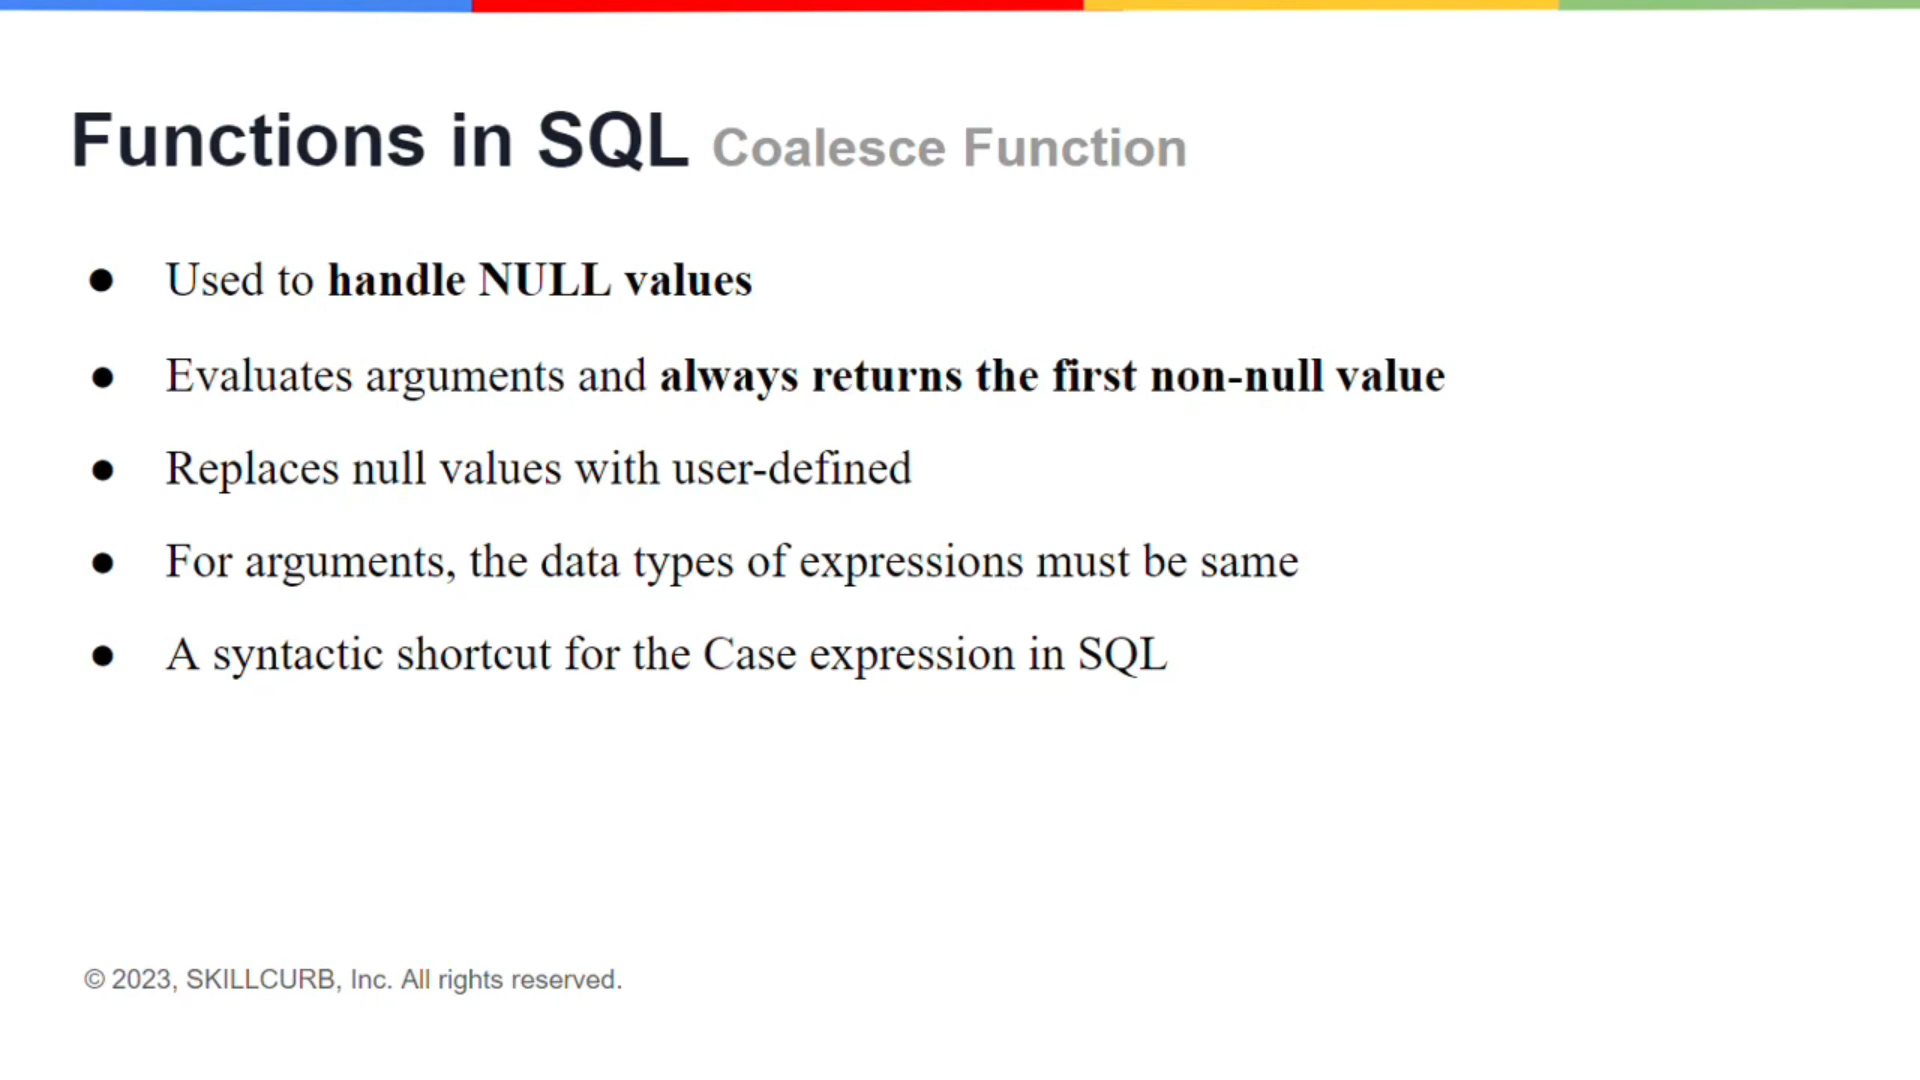 Functions in SQL Coalesce Function
● Used to handle NULL values
● Evaluates arguments and always returns the first non-null value
● Replaces null values with user-defined
● For arguments, the data types of expressions must be same
● A syntactic shortcut for the Case expression in SQL
© 2023, SKILLCURB, Inc. All rights reserved.